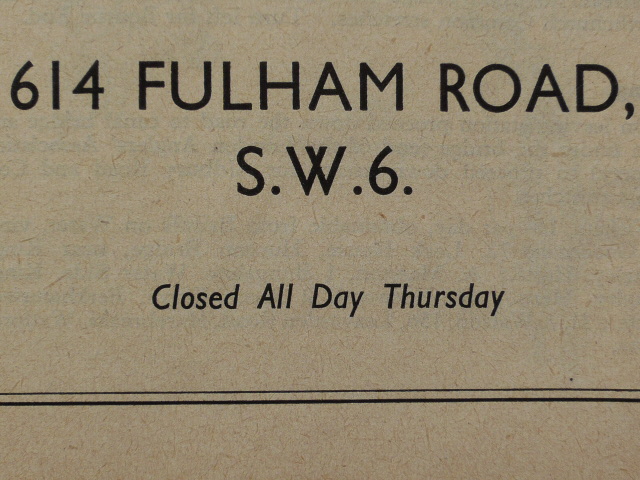 614 FULHAM ROAD,
S.W.6.
Closed All Day Thursday